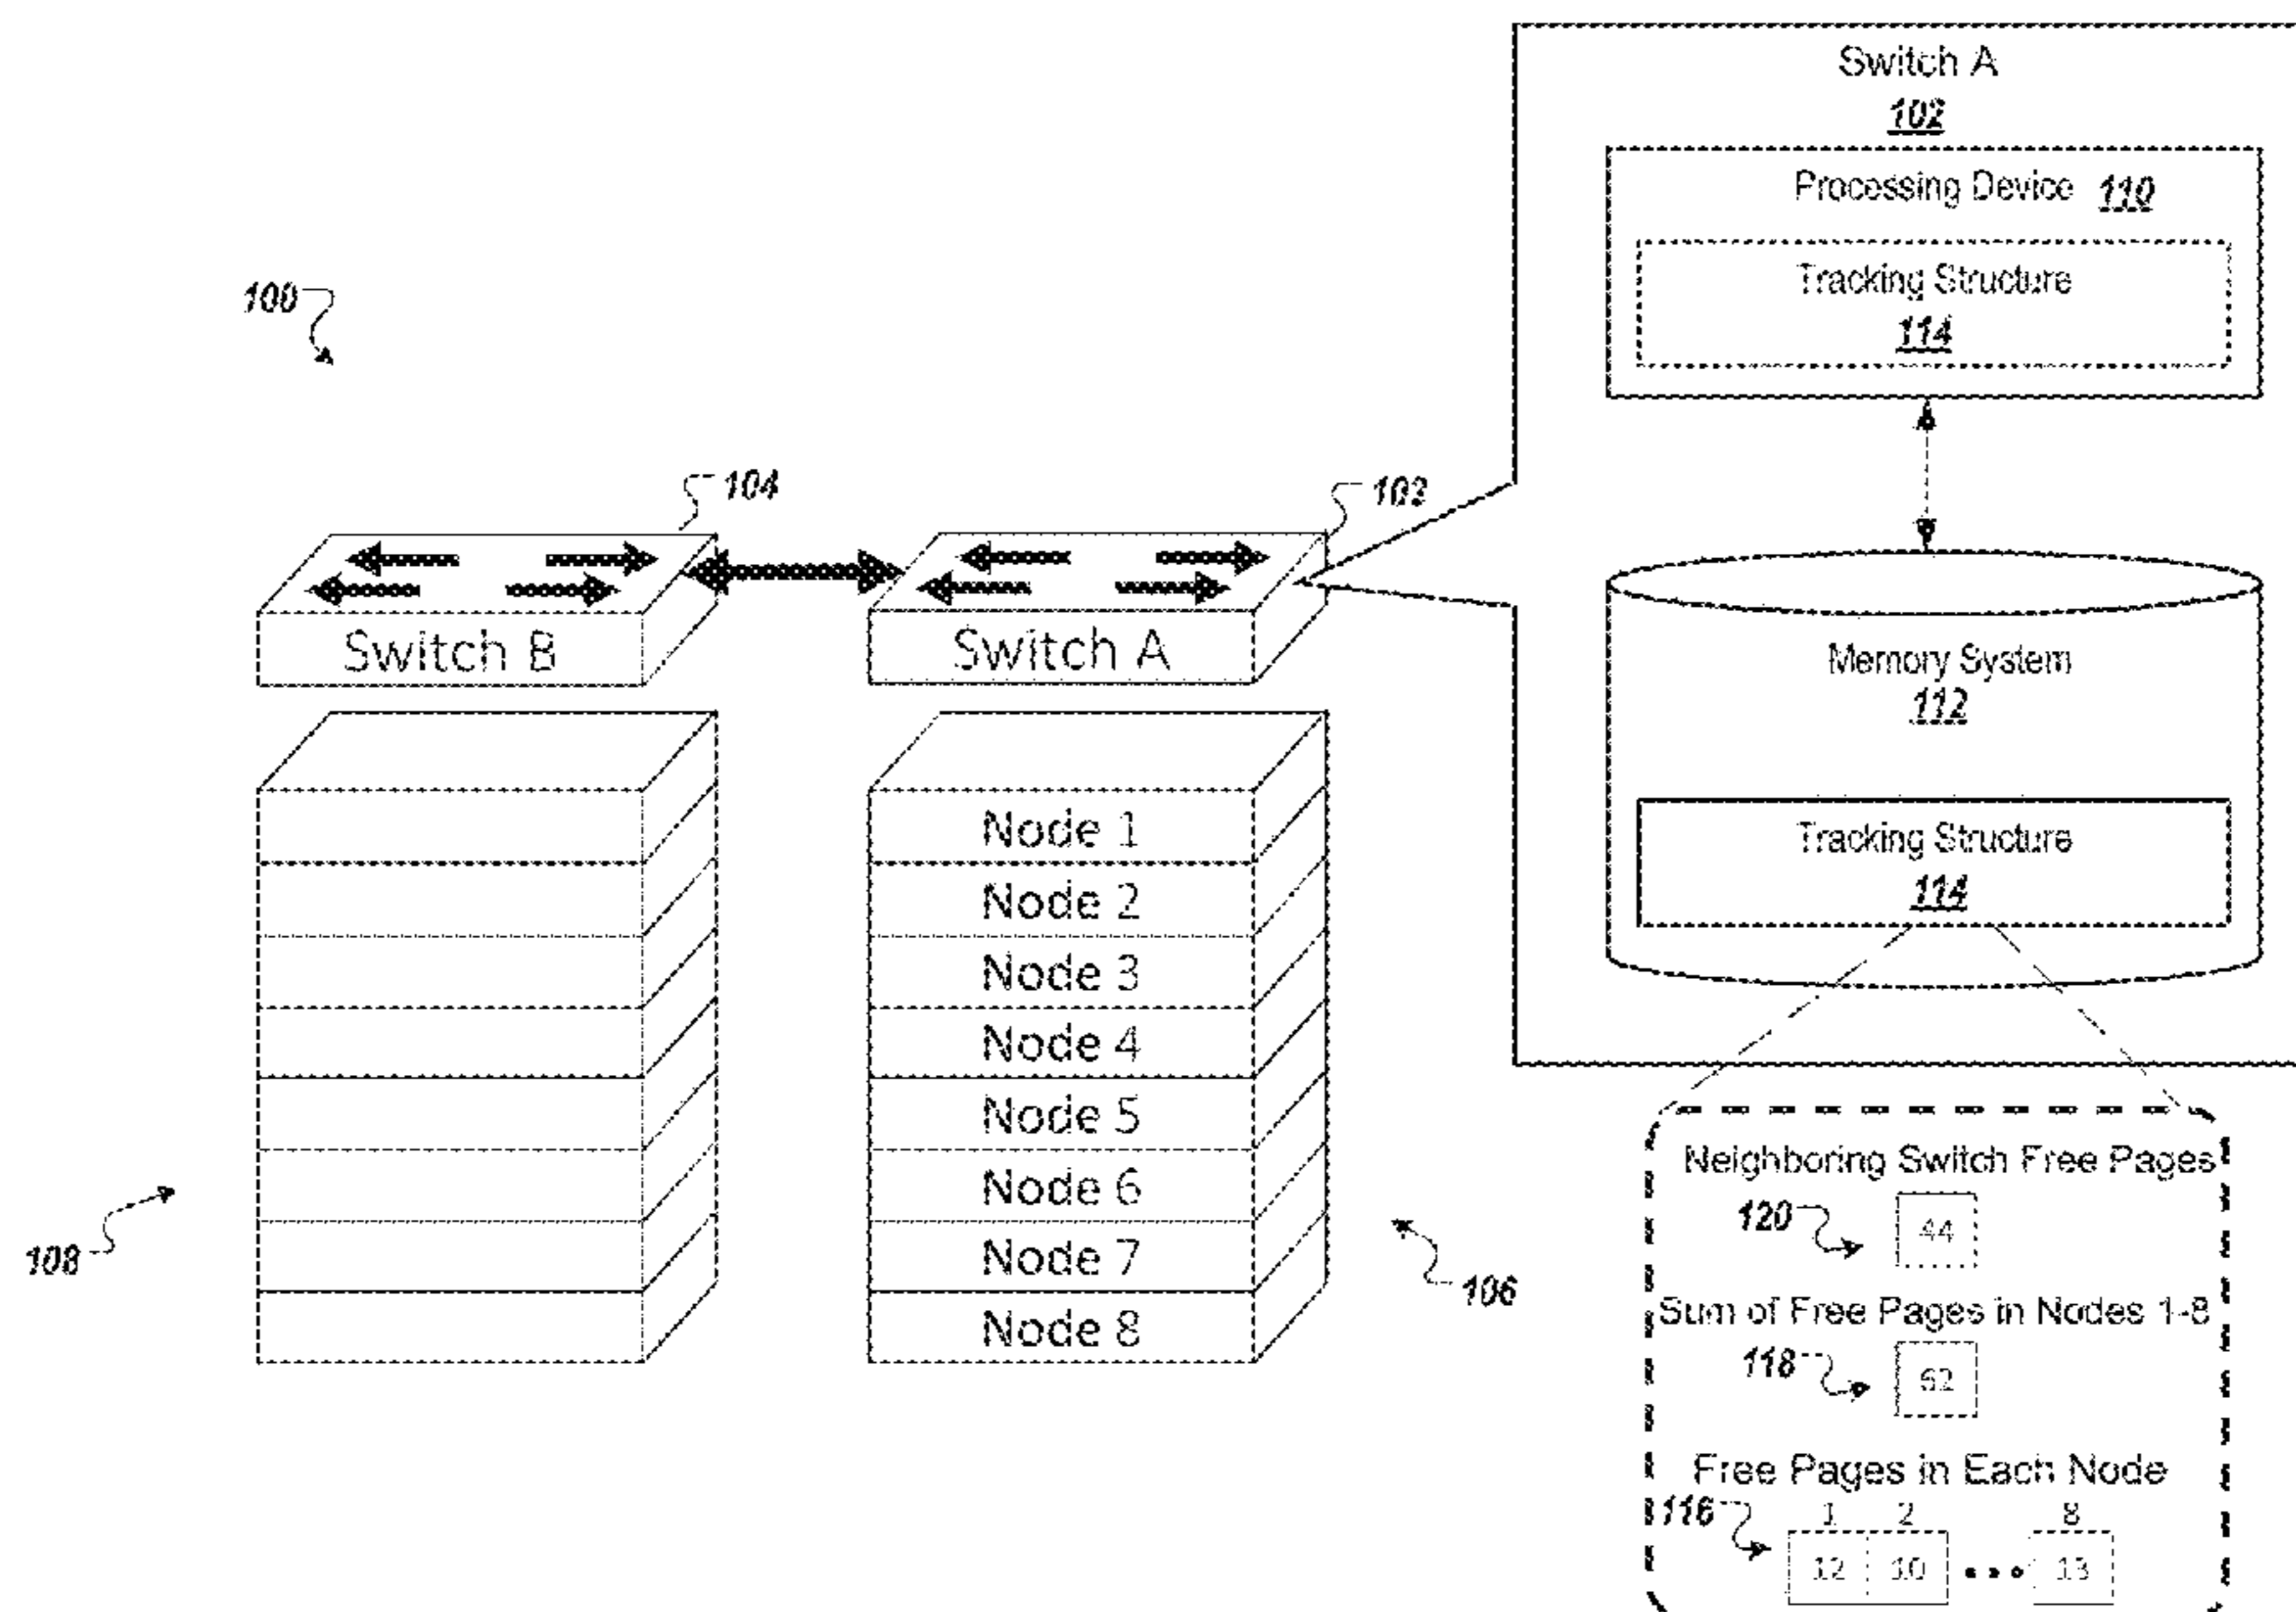 100
104
102
Switch B
Switch A
Node 1
Node 2
Node 3
Node 4
Node 5
Node 6
Node 7
Node 8
108
106
Switch A
102
Processing Device 110
Tracking Structure
114
Memory System
112
Tracking Structure
114
Neighboring Switch Free Pages
120
44
Sum of Free Pages in Nodes 1-8
118
62
Free Pages in Each Node
116
1 2 8
12 10 ••• 13